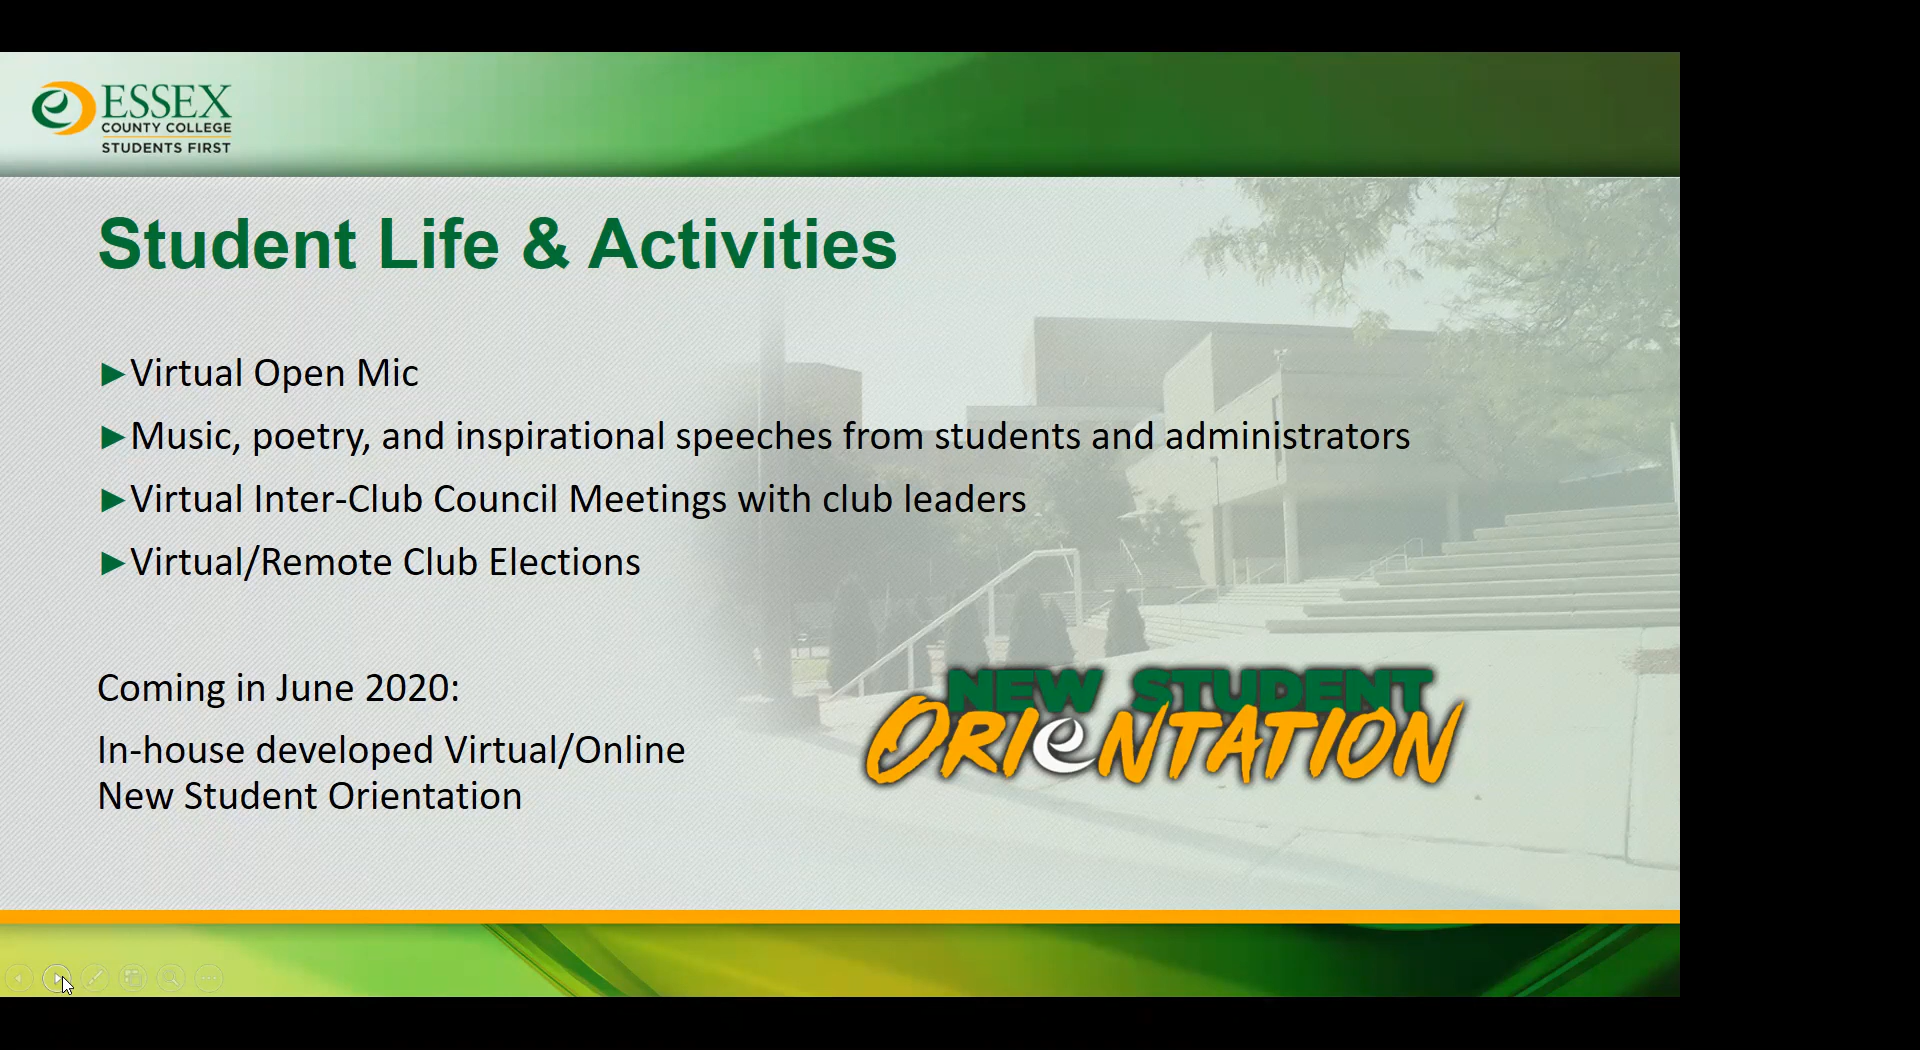 ESSEX
COUNTY COLLEGE
STUDENTS FIRST
Student Life & Activities
►Virtual Open Mic
►Music, poetry, and inspirational speeches from students and administrators
►Virtual Inter-Club Council Meetings with club leaders
►Virtual/Remote Club Elections
Coming in June 2020:
In-house developed Virtual/Online
New Student Orientation
NEW STUDENT
ORIeNTATION